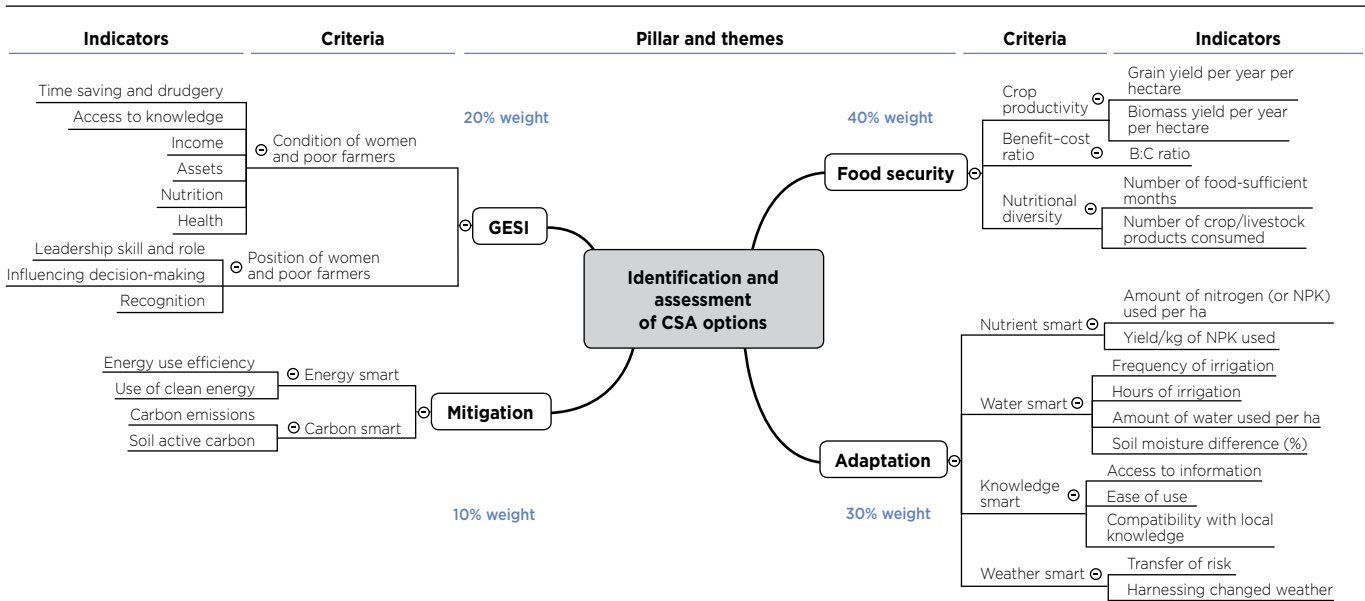 Indicators
Criteria
Pillar and themes
Criteria
Indicators
Time saving and drudgery
Access to knowledge
Income
Assets
Nutrition
Health
Condition of women
and poor farmers
Leadership skill and role
Influencing decision-making
Recognition
Position of women
and poor farmers
20% weight
GESI
Energy use efficiency
Use of clean energy
Energy smart
Carbon emissions
Soil active carbon
Carbon smart
Mitigation
10% weight
Identification and
assessment
of CSA options
40% weight
Food security
Crop
productivity
Grain yield per year per
hectare
Biomass yield per year
per hectare
Benefit–cost
ratio
B:C ratio
Nutritional
diversity
Number of food-sufficient
months
Number of crop/livestock
products consumed
Adaptation
30% weight
Nutrient smart
Amount of nitrogen (or NPK)
used per ha
Yield/kg of NPK used
Water smart
Frequency of irrigation
Hours of irrigation
Amount of water used per ha
Soil moisture difference (%)
Knowledge
smart
Access to information
Ease of use
Compatibility with local
knowledge
Weather smart
Transfer of risk
Harnessing changed weather